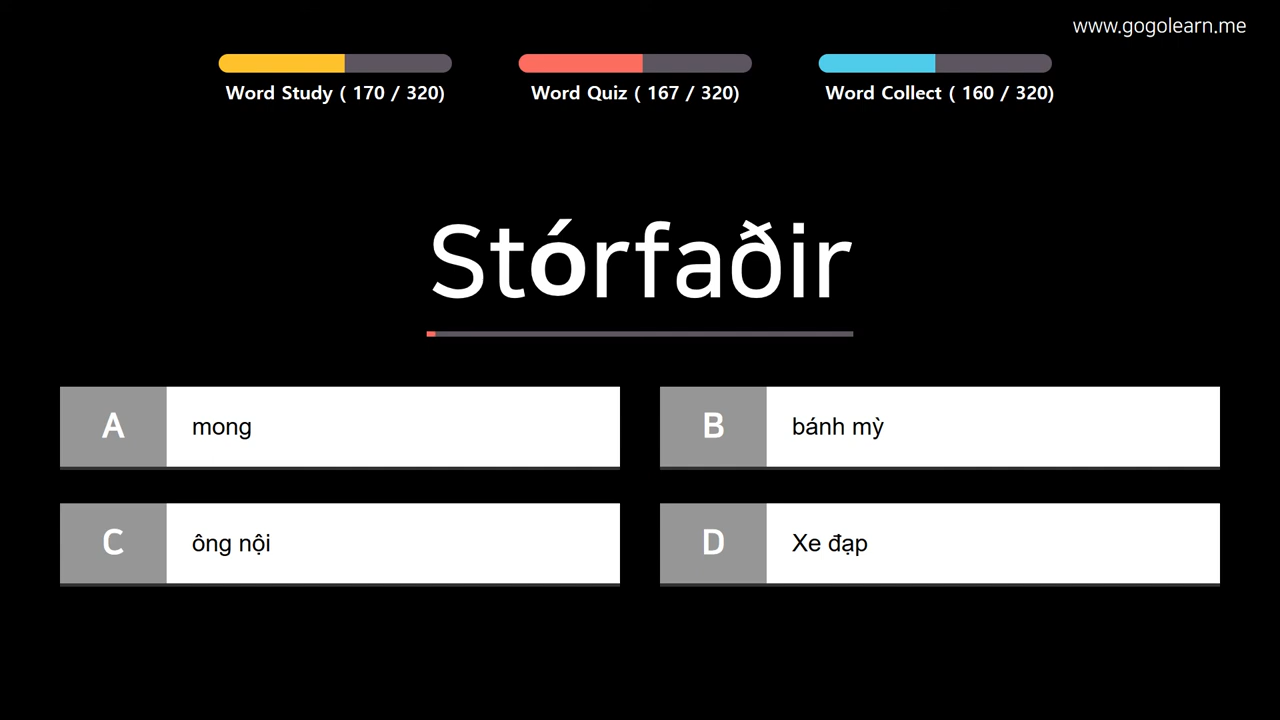 www.gogolearn.me
Word Study ( 170 / 320)
Word Quiz ( 167 / 320)
Word Collect ( 160 / 320)
Stórfaðir
A
mong
B
bánh mỳ
C
ông nội
D
Xe đạp